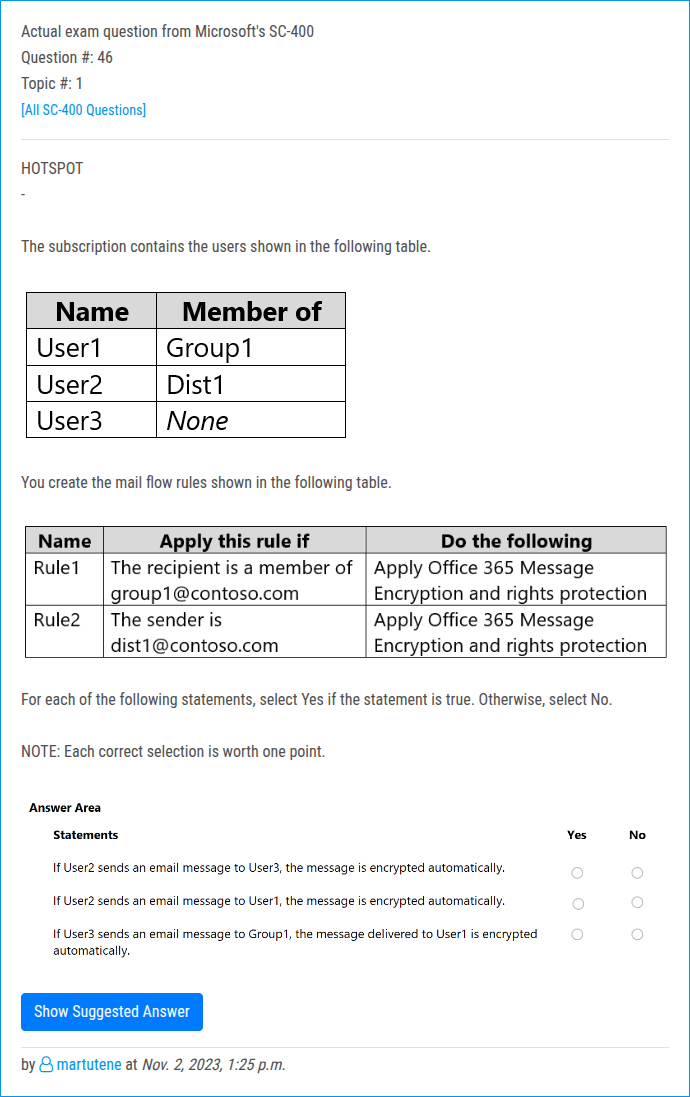 Actual exam question from Microsoft's SC-400
Question #: 46
Topic #: 1
[All SC-400 Questions]
HOTSPOT
-
The subscription contains the users shown in the following table.
Name Member of
User1 Group1
User2 Dist1
User3 None
You create the mail flow rules shown in the following table.
Name Apply this rule if Do the following
Rule1 The recipient is a member of Apply Office 365 Message
group1@contoso.com Encryption and rights protection
Rule2 The sender is Apply Office 365 Message
dist1@contoso.com Encryption and rights protection
For each of the following statements, select Yes if the statement is true. Otherwise, select No.
NOTE: Each correct selection is worth one point.
Answer Area
Statements Yes No
If User2 sends an email message to User3, the message is encrypted automatically.
If User2 sends an email message to User1, the message is encrypted automatically.
If User3 sends an email message to Group1, the message delivered to User1 is encrypted
automatically.
Show Suggested Answer
by martutene at Nov. 2, 2023, 1:25 p.m.